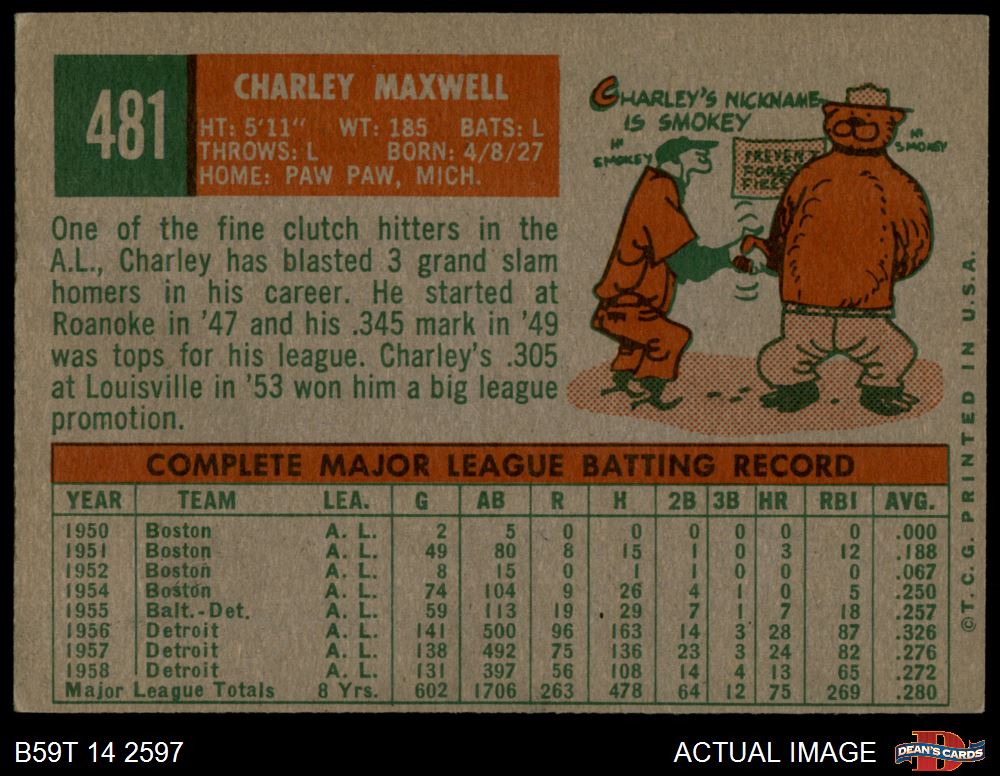 481
CHARLEY MAXWELL
HT: 5'11" WT: 185 BATS: L
THROWS: L BORN: 4/8/27
HOME: PAW PAW, MICH.
CHARLEY'S NICKNAME
IS SMOKEY
HI SMOKEY
HI SMOKEY
PREVENT
FOREST
FIRES
One of the fine clutch hitters in the
A.L., Charley has blasted 3 grand slam
homers in his career. He started at
Roanoke in '47 and his .345 mark in '49
was tops for his league. Charley's .305
at Louisville in '53 won him a big league
promotion.
COMPLETE MAJOR LEAGUE BATTING RECORD
YEAR TEAM LEA. G AB R H 2B 3B HR RBI AVG.
1950 Boston A. L. 2 5 0 0 0 0 0 0 .000
1951 Boston A. L. 49 80 8 15 1 0 3 12 .188
1952 Boston A. L. 8 15 0 1 1 0 0 0 .067
1954 Boston A. L. 74 104 9 26 4 1 0 5 .250
1955 Balt.-Det. A. L. 59 113 19 29 7 1 7 18 .257
1956 Detroit A. L. 141 500 96 163 14 3 28 87 .326
1957 Detroit A. L. 138 492 75 136 23 3 24 82 .276
1958 Detroit A. L. 131 397 56 108 14 4 13 65 .272
Major League Totals 8 Yrs. 602 1706 263 478 64 12 75 269 .280
©T. C. G. PRINTED IN U.S.A.
B59T 14 2597
ACTUAL IMAGE
DEAN'S CARDS